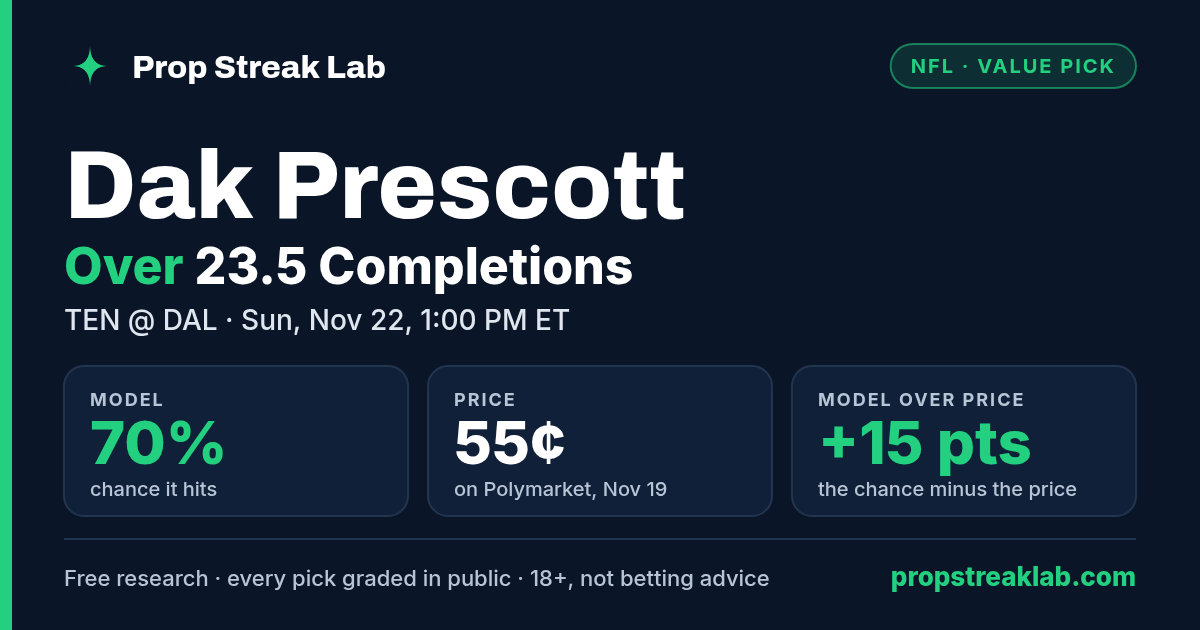 Prop Streak Lab
NFL · VALUE PICK
Dak Prescott
Over 23.5 Completions
TEN @ DAL · Sun, Nov 22, 1:00 PM ET
MODEL
70%
chance it hits
PRICE
55¢
on Polymarket, Nov 19
MODEL OVER PRICE
+15 pts
the chance minus the price
Free research · every pick graded in public · 18+, not betting advice
propstreaklab.com